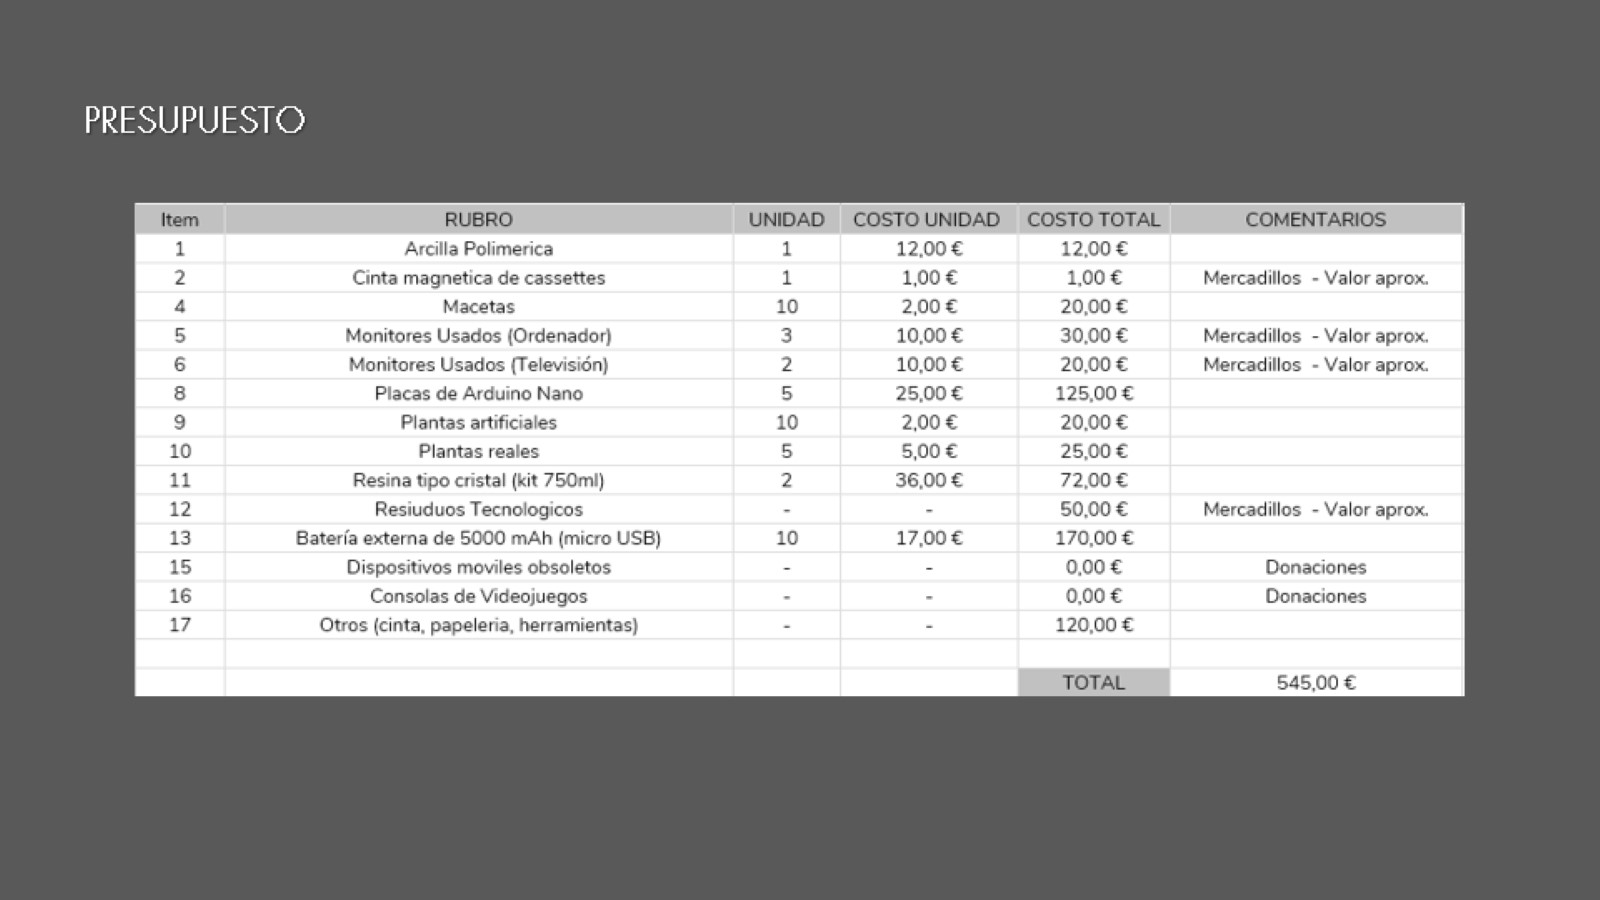 PRESUPUESTO
Item RUBRO UNIDAD COSTO UNIDAD COSTO TOTAL COMENTARIOS
1 Arcilla Polimerica 1 12,00 € 12,00 €
2 Cinta magnetica de cassettes 1 1,00 € 1,00 € Mercadillos - Valor aprox.
4 Macetas 10 2,00 € 20,00 €
5 Monitores Usados (Ordenador) 3 10,00 € 30,00 € Mercadillos - Valor aprox.
6 Monitores Usados (Televisión) 2 10,00 € 20,00 € Mercadillos - Valor aprox.
8 Placas de Arduino Nano 5 25,00 € 125,00 €
9 Plantas artificiales 10 2,00 € 20,00 €
10 Plantas reales 5 5,00 € 25,00 €
11 Resina tipo cristal (kit 750ml) 2 36,00 € 72,00 €
12 Resiuduos Tecnologicos - - 50,00 € Mercadillos - Valor aprox.
13 Batería externa de 5000 mAh (micro USB) 10 17,00 € 170,00 €
15 Dispositivos moviles obsoletos - - 0,00 € Donaciones
16 Consolas de Videojuegos - - 0,00 € Donaciones
17 Otros (cinta, papeleria, herramientas) - - 120,00 €
TOTAL 545,00 €